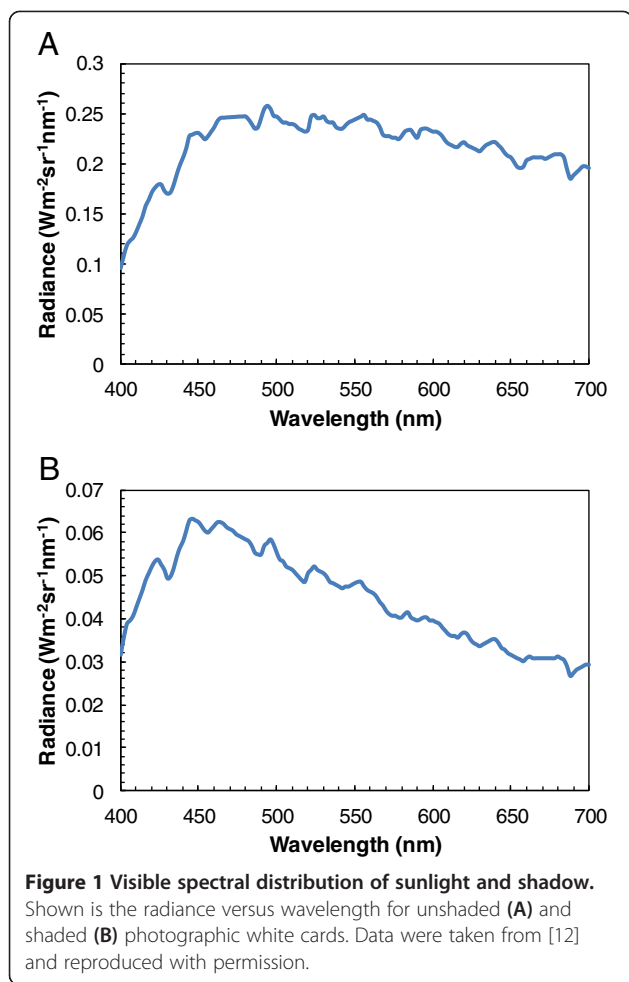 A
0.3
0.25
0.2
0.15
0.1
0.05
0
Radiance (Wm-2sr-1nm-1)
400 450 500 550 600 650 700
Wavelength (nm)
B
0.07
0.06
0.05
0.04
0.03
0.02
0.01
0
Radiance (Wm-2sr-1nm-1)
400 450 500 550 600 650 700
Wavelength (nm)
Figure 1 Visible spectral distribution of sunlight and shadow.
Shown is the radiance versus wavelength for unshaded (A) and
shaded (B) photographic white cards. Data were taken from [12]
and reproduced with permission.